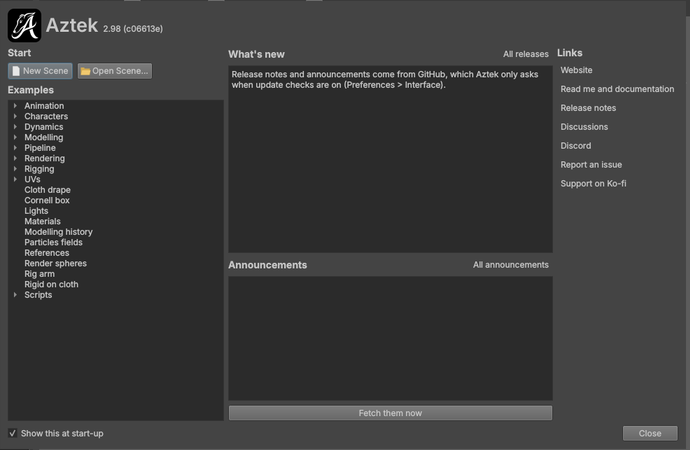 Aztek 2.98 (c06613e)
Start
New Scene
Open Scene...
Examples
Animation
Characters
Dynamics
Modelling
Pipeline
Rendering
Rigging
UVs
Cloth drape
Cornell box
Lights
Materials
Modelling history
Particles fields
References
Render spheres
Rig arm
Rigid on cloth
Scripts
Show this at start-up
What's new
All releases
Release notes and announcements come from GitHub, which Aztek only asks
when update checks are on (Preferences > Interface).
Announcements
All announcements
Fetch them now
Links
Website
Read me and documentation
Release notes
Discussions
Discord
Report an issue
Support on Ko-fi
Close